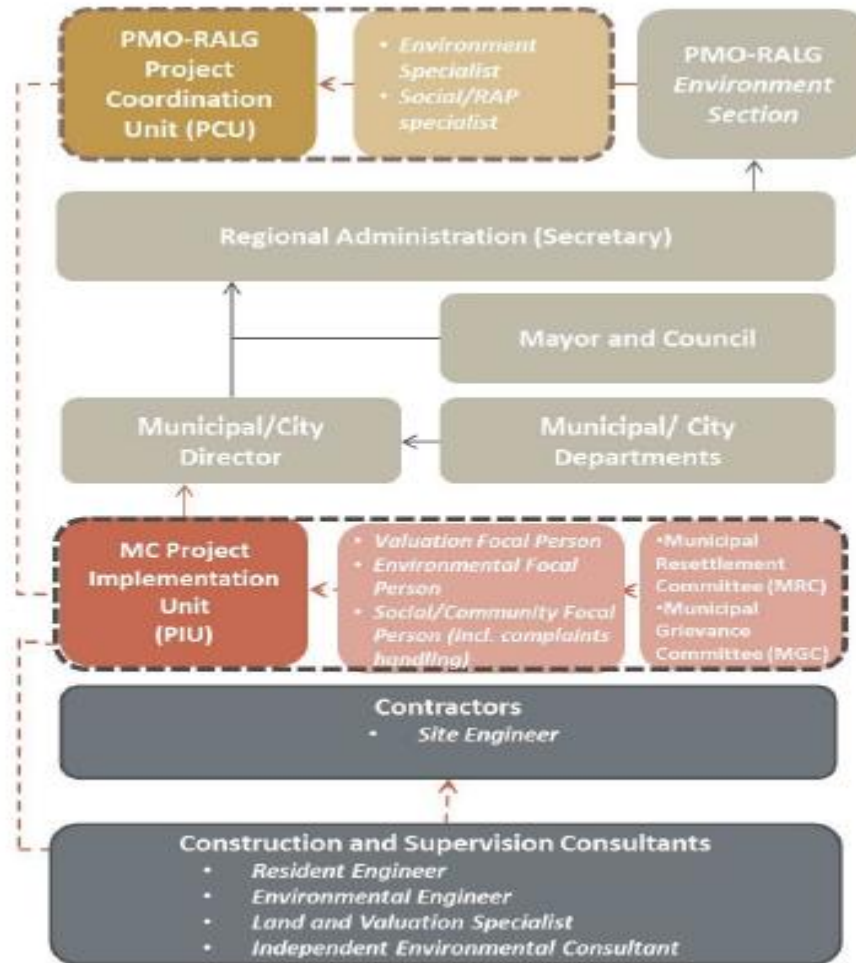 PMO-RALG
Project
Coordination
Unit (PCU)
• Environment
Specialist
• Social/RAP
specialist
PMO-RALG
Environment
Section
Regional Administration (Secretary)
Mayor and Council
Municipal/City
Director
Municipal/ City
Departments
MC Project
Implementation
Unit
(PIU)
• Valuation Focal Person
• Environmental Focal
Person
• Social/Community Focal
Person (incl. complaints
handling)
•Municipal
Resettlement
Committee (MRC)
•Municipal
Grievance
Committee (MGC)
Contractors
• Site Engineer
Construction and Supervision Consultants
• Resident Engineer
• Environmental Engineer
• Land and Valuation Specialist
• Independent Environmental Consultant